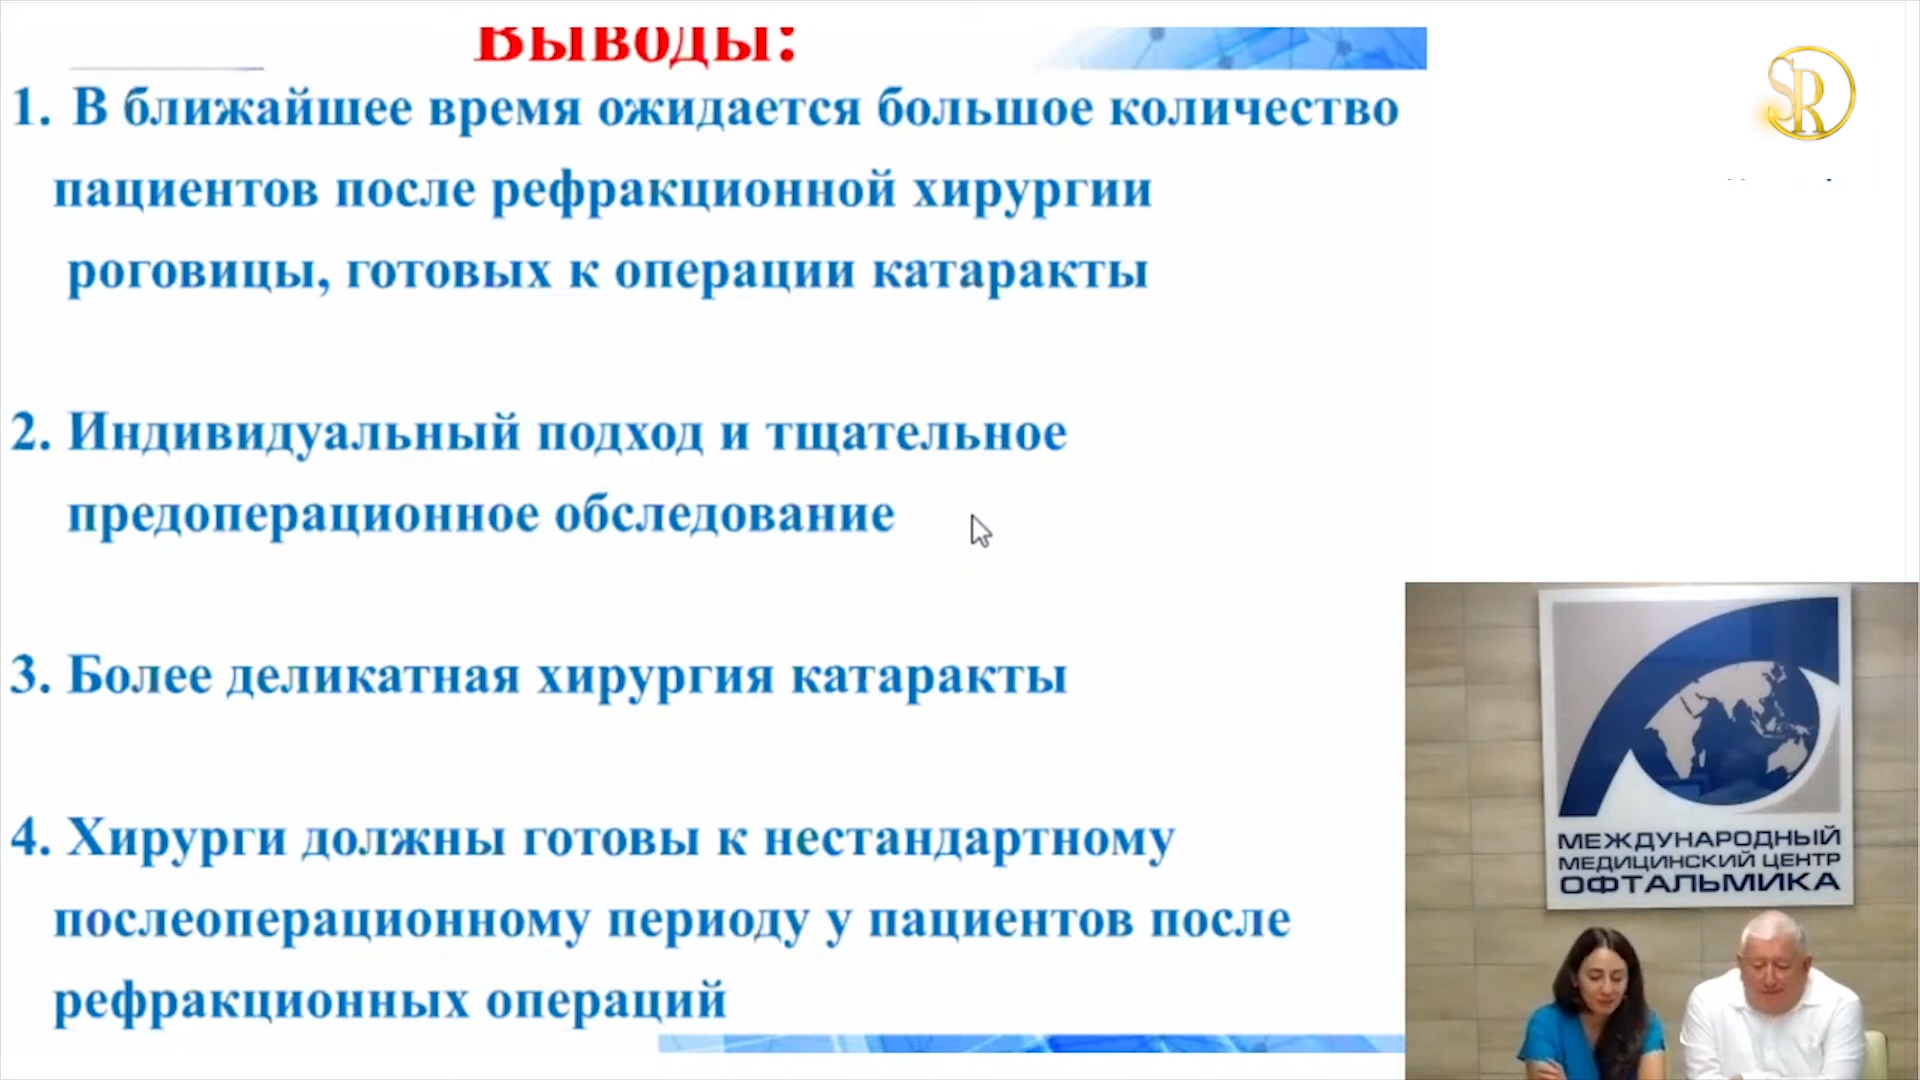 Выводы:
SR
1. В ближайшее время ожидается большое количество
пациентов после рефракционной хирургии
роговицы, готовых к операции катаракты
2. Индивидуальный подход и тщательное
предоперационное обследование
3. Более деликатная хирургия катаракты
4. Хирурги должны готовы к нестандартному
послеоперационному периоду у пациентов после
рефракционных операций
МЕЖДУНАРОДНЫЙ
МЕДИЦИНСКИЙ ЦЕНТР
ОФТАЛЬМИКА